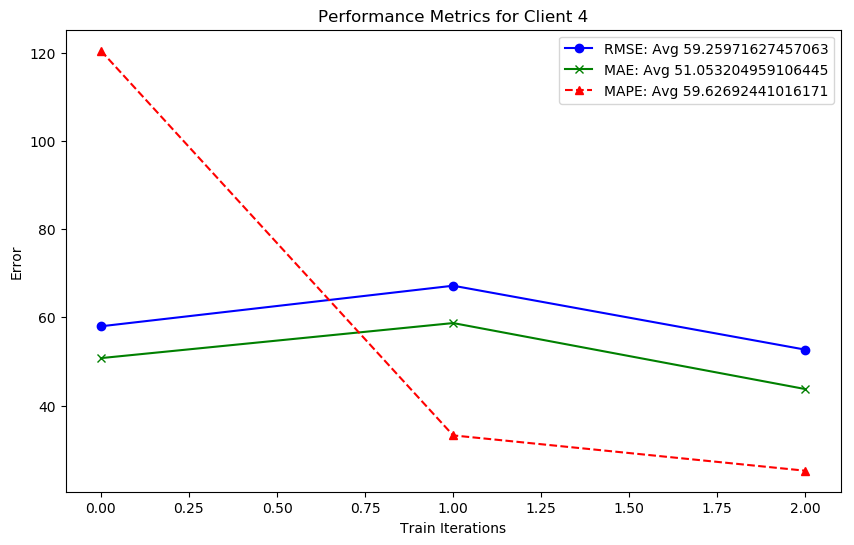 Performance Metrics for Client 4
RMSE: Avg 59.25971627457063
MAE: Avg 51.053204959106445
MAPE: Avg 59.62692441016171
120
100
80
60
40
Error
0.00 0.25 0.50 0.75 1.00 1.25 1.50 1.75 2.00
Train Iterations